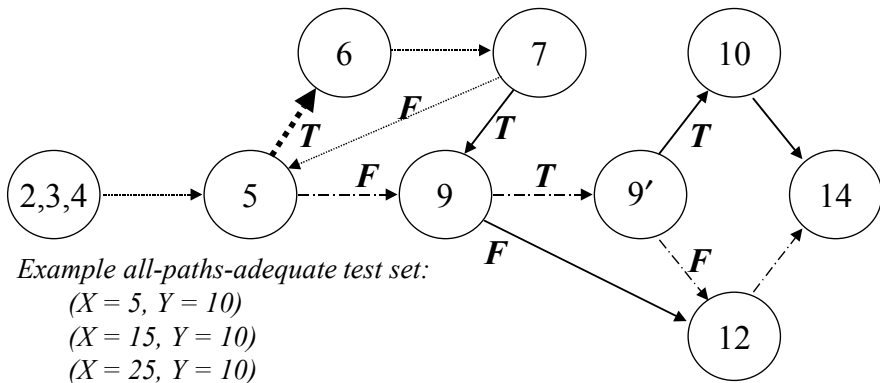 6
7
10
F
T
T
T
2,3,4
5
F
9
T
9′
14
F
F
12
Example all-paths-adequate test set:
(X = 5, Y = 10)
(X = 15, Y = 10)
(X = 25, Y = 10)